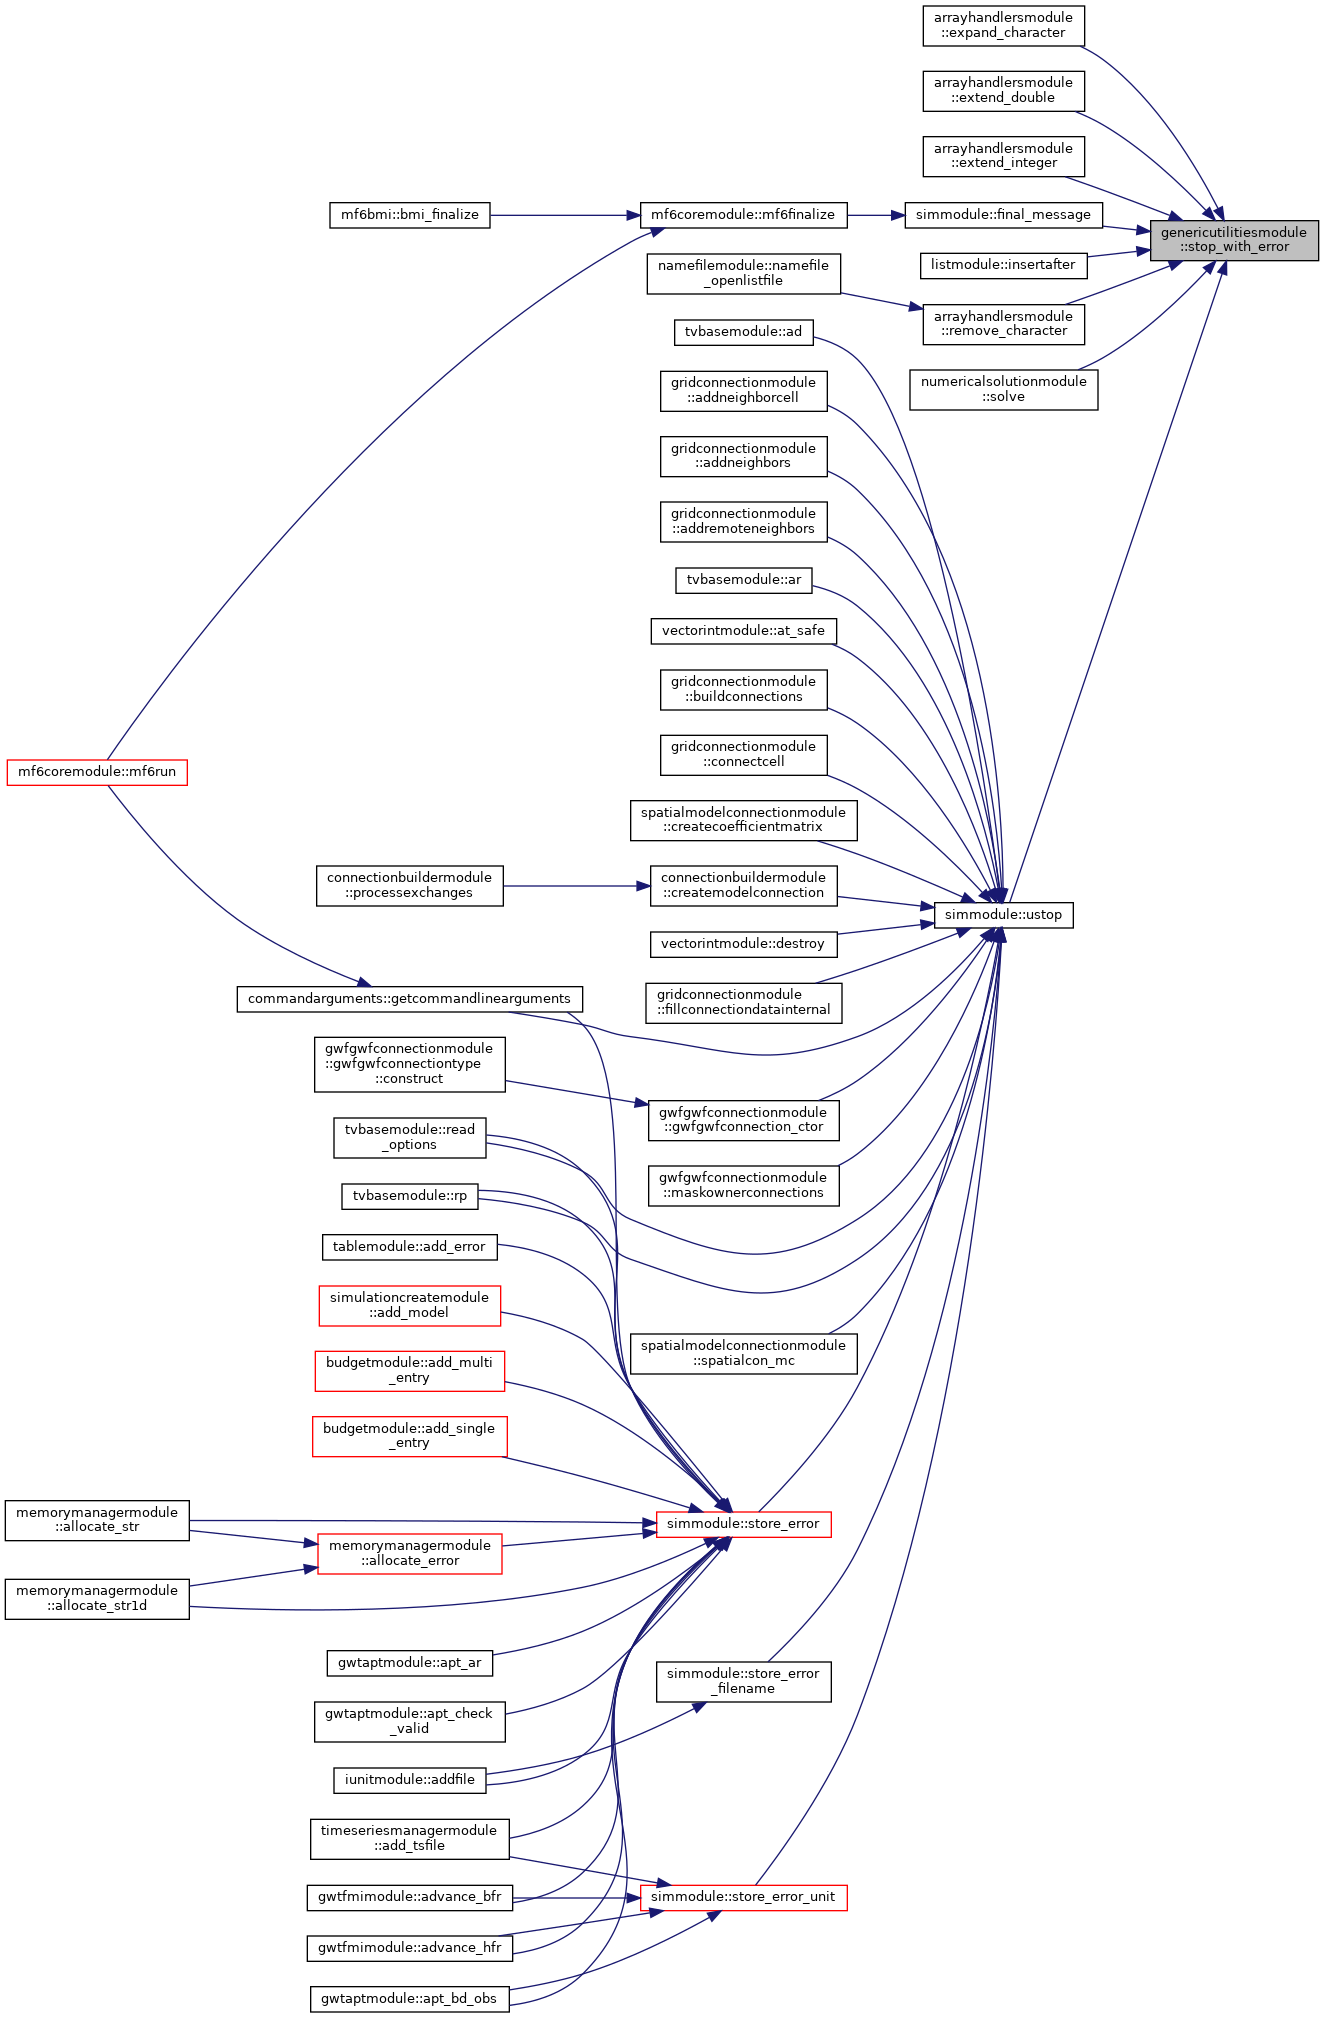 arrayhandlersmodule
::expand_character
arrayhandlersmodule
::extend_double
arrayhandlersmodule
::extend_integer
mf6bmi::bmi_finalize
mf6coremodule::mf6finalize
simmodule::final_message
genericutilitiesmodule
::stop_with_error
listmodule::insertafter
namefilemodule::namefile
_openlistfile
arrayhandlersmodule
::remove_character
tvbasemodule::ad
numericalsolutionmodule
::solve
gridconnectionmodule
::addneighborcell
gridconnectionmodule
::addneighbors
gridconnectionmodule
::addremoteneighbors
tvbasemodule::ar
vectorintmodule::at_safe
gridconnectionmodule
::buildconnections
gridconnectionmodule
::connectcell
mf6coremodule::mf6run
spatialmodelconnectionmodule
::createcoefficientmatrix
connectionbuildermodule
::processexchanges
connectionbuildermodule
::createmodelconnection
simmodule::ustop
vectorintmodule::destroy
gridconnectionmodule
::fillconnectiondatainternal
commandarguments::getcommandlinearguments
gwfgwfconnectionmodule
::gwfgwfconnectiontype
::construct
gwfgwfconnectionmodule
::gwfgwfconnection_ctor
tvbasemodule::read
_options
gwfgwfconnectionmodule
::maskownerconnections
tvbasemodule::rp
tablemodule::add_error
simulationcreatemodule
::add_model
spatialmodelconnectionmodule
::spatialcon_mc
budgetmodule::add_multi
_entry
budgetmodule::add_single
_entry
memorymanagermodule
::allocate_str
simmodule::store_error
memorymanagermodule
::allocate_error
memorymanagermodule
::allocate_str1d
gwtaptmodule::apt_ar
simmodule::store_error
_filename
gwtaptmodule::apt_check
_valid
iunitmodule::addfile
timeseriesmanagermodule
::add_tsfile
gwtfmimodule::advance_bfr
simmodule::store_error_unit
gwtfmimodule::advance_hfr
gwtaptmodule::apt_bd_obs